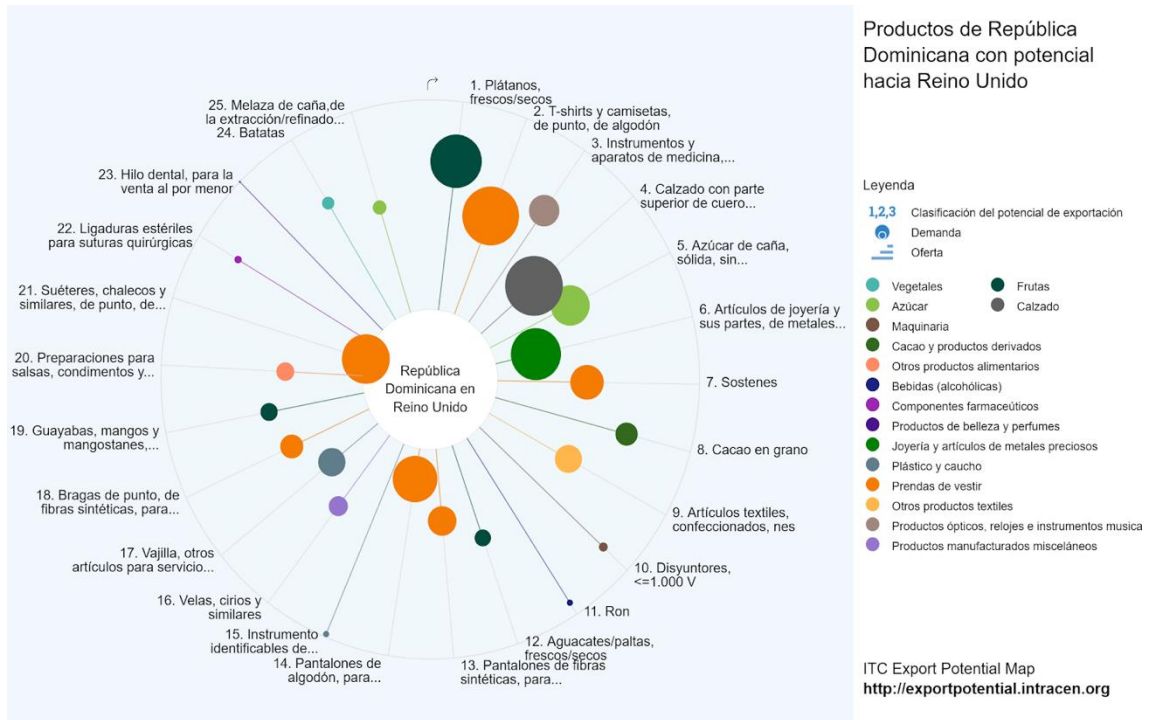 Productos de República
Dominicana con potencial
hacia Reino Unido
1. Plátanos,
frescos/secos
2. T-shirts y camisetas,
de punto, de algodón
3. Instrumentos y
aparatos de medicina,...
4. Calzado con parte
superior de cuero...
5. Azúcar de caña,
sólida, sin...
6. Artículos de joyería y
sus partes, de metales...
7. Sostenes
8. Cacao en grano
9. Artículos textiles,
confeccionados, nes
10. Disyuntores,
<=1.000 V
11. Ron
12. Aguacates/paltas,
frescos/secos
13. Pantalones de fibras
sintéticas, para...
14. Pantalones de
algodón, para...
15. Instrumento
identificables de...
16. Velas, cirios y
similares
17. Vajilla, otros
artículos para servicio...
18. Bragas de punto, de
fibras sintéticas, para...
19. Guayabas, mangos y
mangostanes,...
20. Preparaciones para
salsas, condimentos y...
21. Suéteres, chalecos y
similares, de punto, de...
22. Ligaduras estériles
para suturas quirúrgicas
23. Hilo dental, para la
venta al por menor
24. Batatas
25. Melaza de caña,de
la extracción/refinado...
República
Dominicana en
Reino Unido
Leyenda
1,2,3 Clasificación del potencial de exportación
Demanda
Oferta
Vegetales
Frutas
Azúcar
Calzado
Maquinaria
Cacao y productos derivados
Otros productos alimentarios
Bebidas (alcohólicas)
Componentes farmaceúticos
Productos de belleza y perfumes
Joyería y artículos de metales preciosos
Plástico y caucho
Prendas de vestir
Otros productos textiles
Productos ópticos, relojes e instrumentos musica
Productos manufacturados misceláneos
ITC Export Potential Map
http://exportpotential.intracen.org